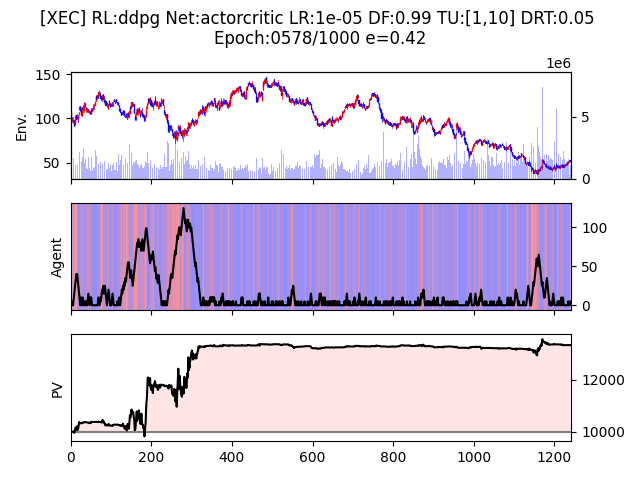 [XEC] RL:ddpg Net:actorcritic LR:1e-05 DF:0.99 TU:[1,10] DRT:0.05
Epoch:0578/1000 e=0.42
1e6
150
100
50
Env.
5
0
Agent
100
50
0
PV
12000
10000
0 200 400 600 800 1000 1200